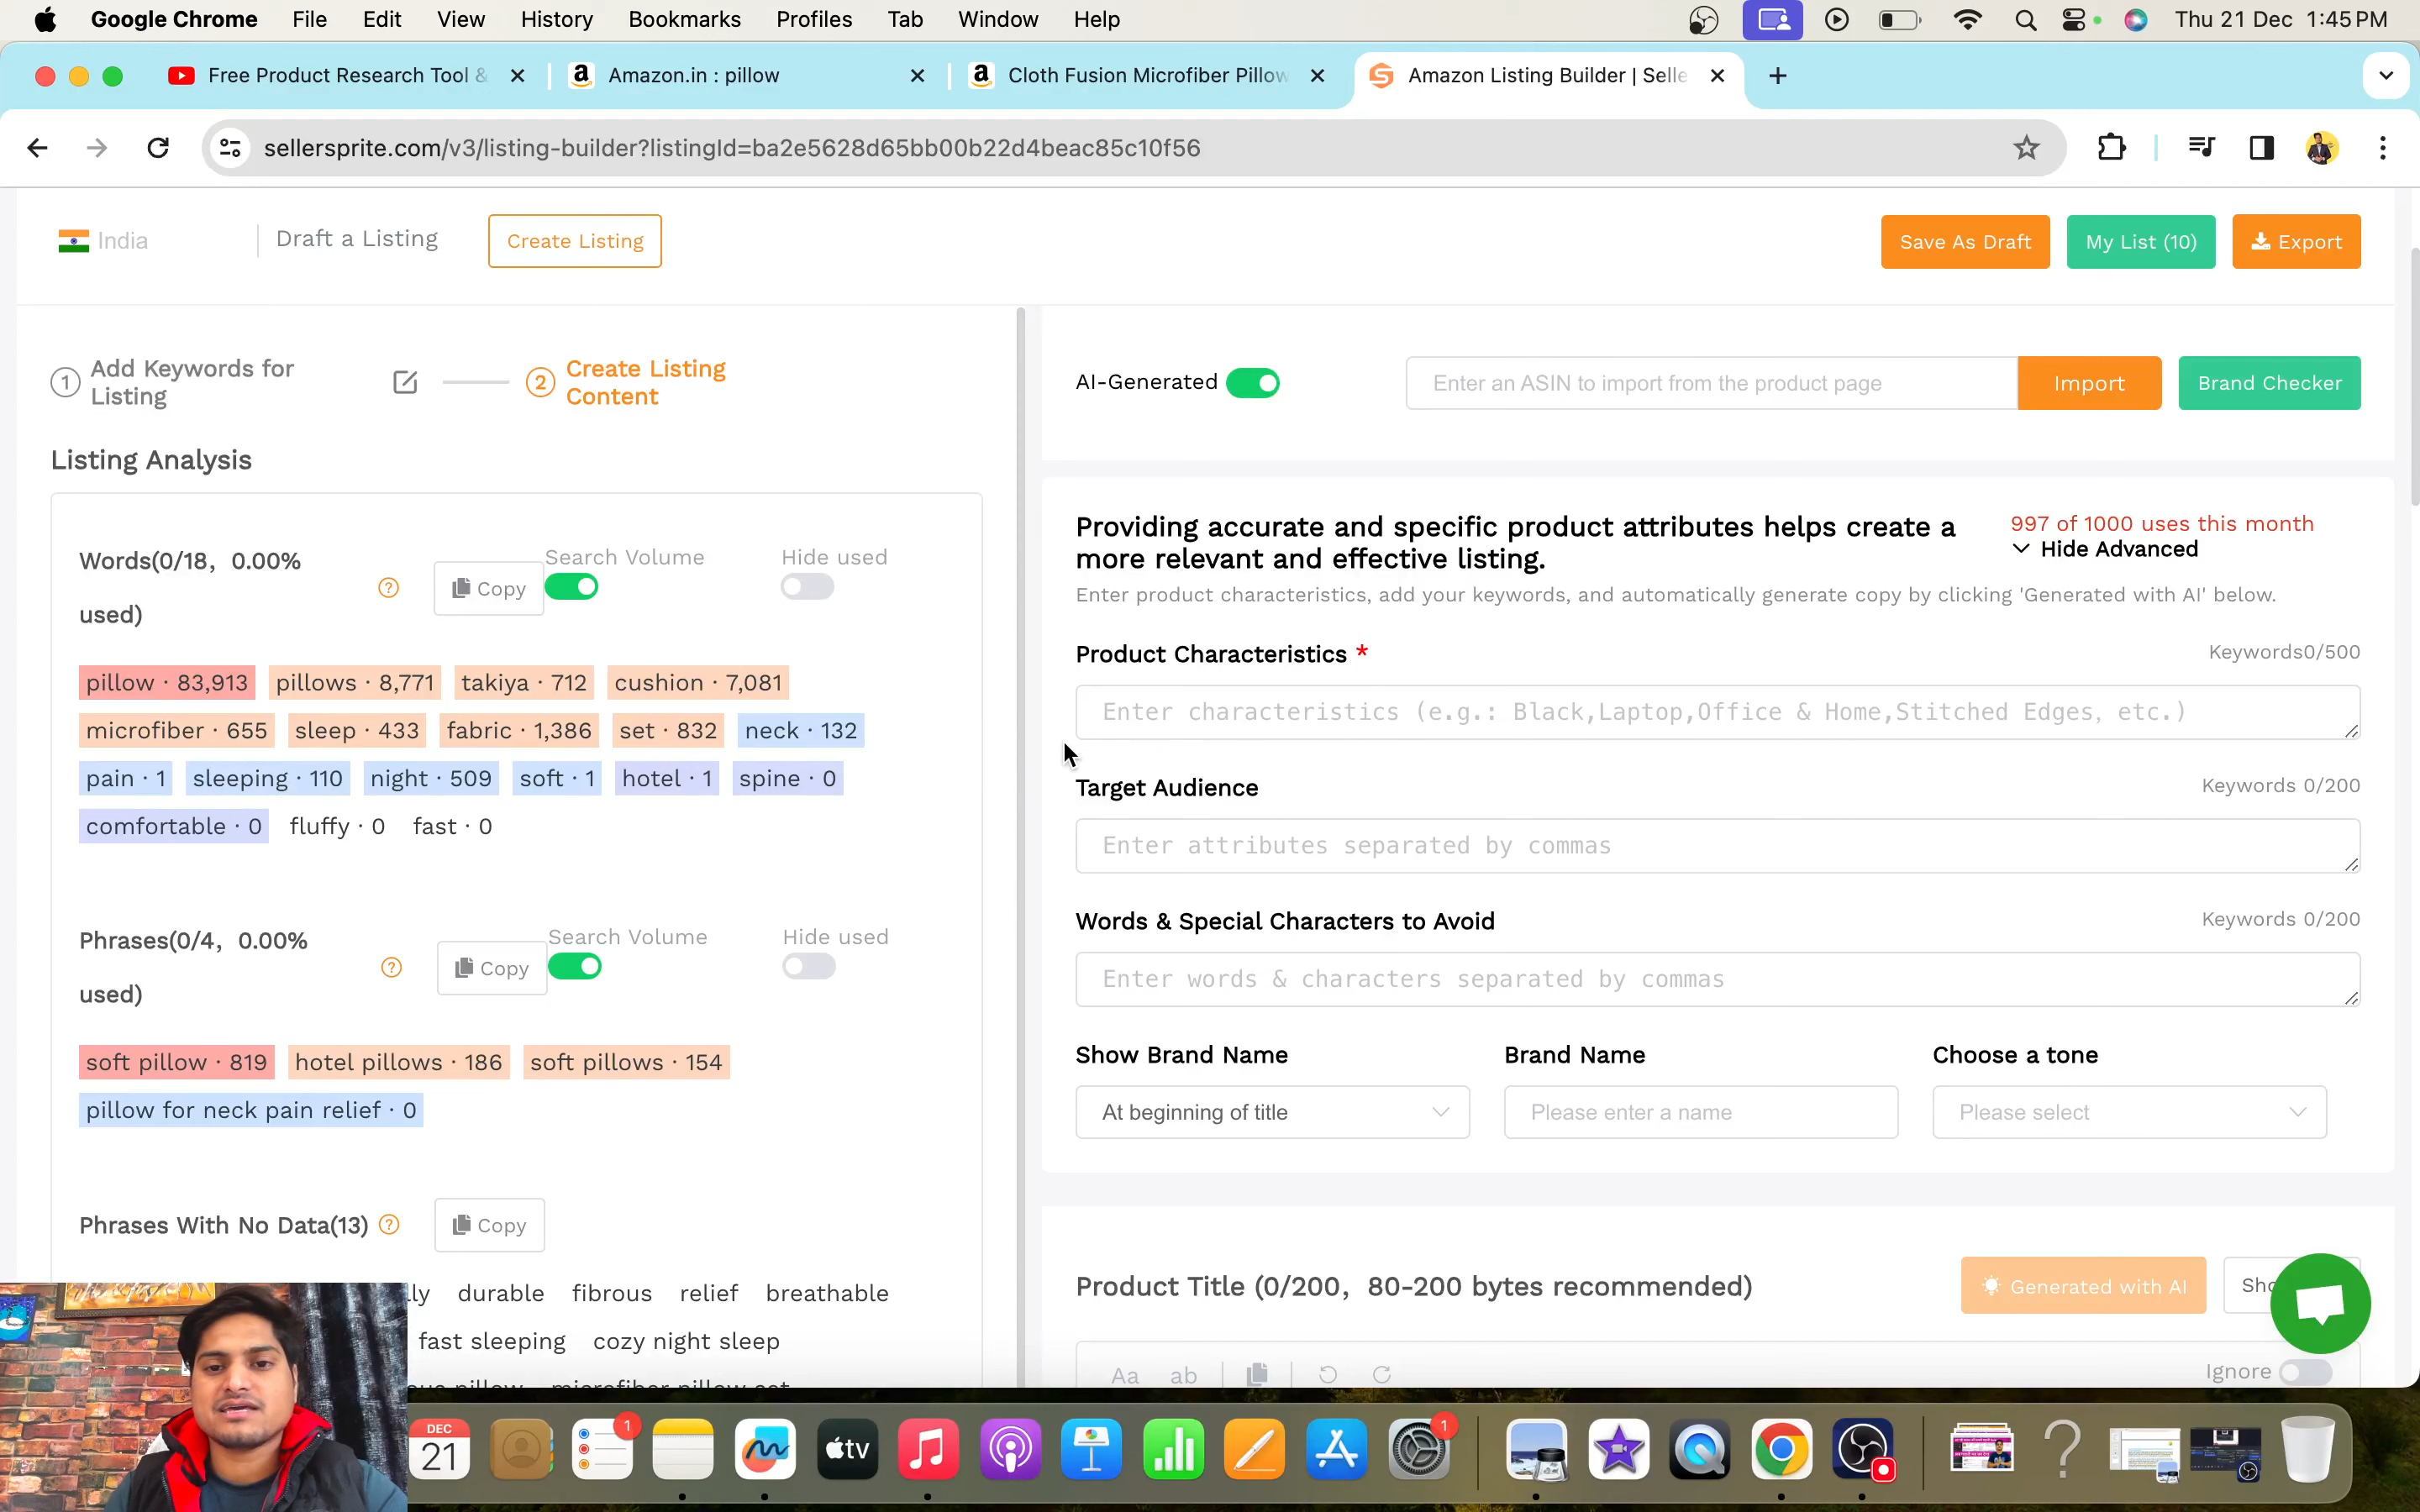 Google Chrome File Edit View History Bookmarks Profiles Tab Window Help Thu 21 Dec 1:45 PM
Free Product Research Tool & Amazon.in : pillow Cloth Fusion Microfiber Pillow Amazon Listing Builder | Selle
sellersprite.com/v3/listing-builder?listingId=ba2e5628d65bb00b22d4beac85c10f56
India Draft a Listing Create Listing Save As Draft My List (10) Export
1 Add Keywords for Listing 2 Create Listing Content
AI-Generated Enter an ASIN to import from the product page Import Brand Checker
Listing Analysis
Words(0/18, 0.00% used) ? Copy Search Volume Hide used
pillow · 83,913 pillows · 8,771 takiya · 712 cushion · 7,081
microfiber · 655 sleep · 433 fabric · 1,386 set · 832 neck · 132
pain · 1 sleeping · 110 night · 509 soft · 1 hotel · 1 spine · 0
comfortable · 0 fluffy · 0 fast · 0
Phrases(0/4, 0.00% used) ? Copy Search Volume Hide used
soft pillow · 819 hotel pillows · 186 soft pillows · 154
pillow for neck pain relief · 0
Phrases With No Data(13) ? Copy
ly durable fibrous relief breathable
fast sleeping cozy night sleep
microfiber pillow set
Providing accurate and specific product attributes helps create a
more relevant and effective listing.
997 of 1000 uses this month
Hide Advanced
Enter product characteristics, add your keywords, and automatically generate copy by clicking 'Generated with AI' below.
Product Characteristics * Keywords0/500
Enter characteristics (e.g.: Black,Laptop,Office & Home,Stitched Edges, etc.)
Target Audience Keywords 0/200
Enter attributes separated by commas
Words & Special Characters to Avoid Keywords 0/200
Enter words & characters separated by commas
Show Brand Name Brand Name Choose a tone
At beginning of title Please enter a name Please select
Product Title (0/200, 80-200 bytes recommended) Generated with AI Sho
Aa ab Ignore
DEC
21
1
tv
1